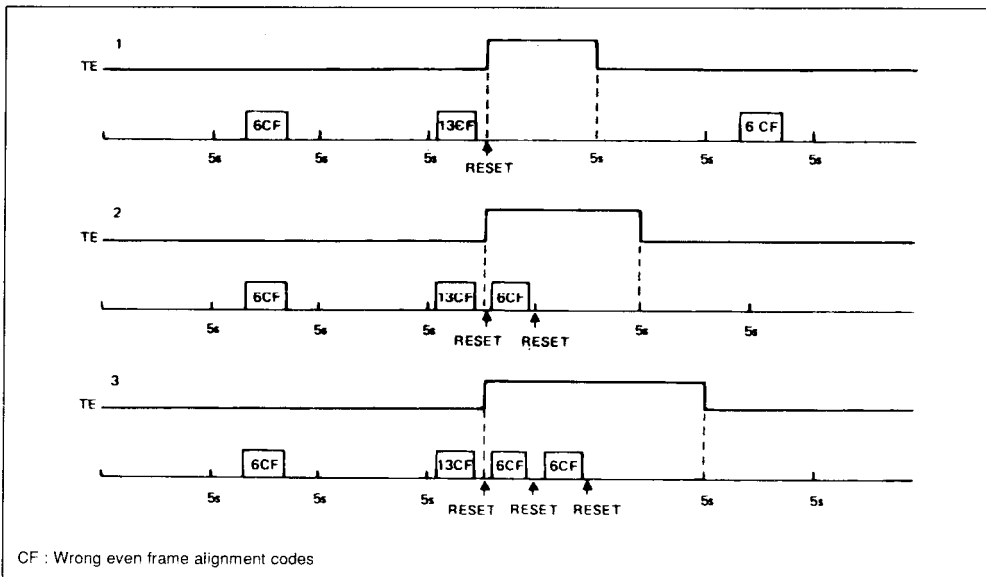 1
TE
6CF 13CF 6 CF
5s 5s 5s 5s 5s 5s
RESET
2
TE
6CF 13CF 6CF
5s 5s 5s 5s 5s
RESET RESET
3
TE
6CF 13CF 6CF 6CF
5s 5s 5s 5s 5s
RESET RESET RESET
CF : Wrong even frame alignment codes